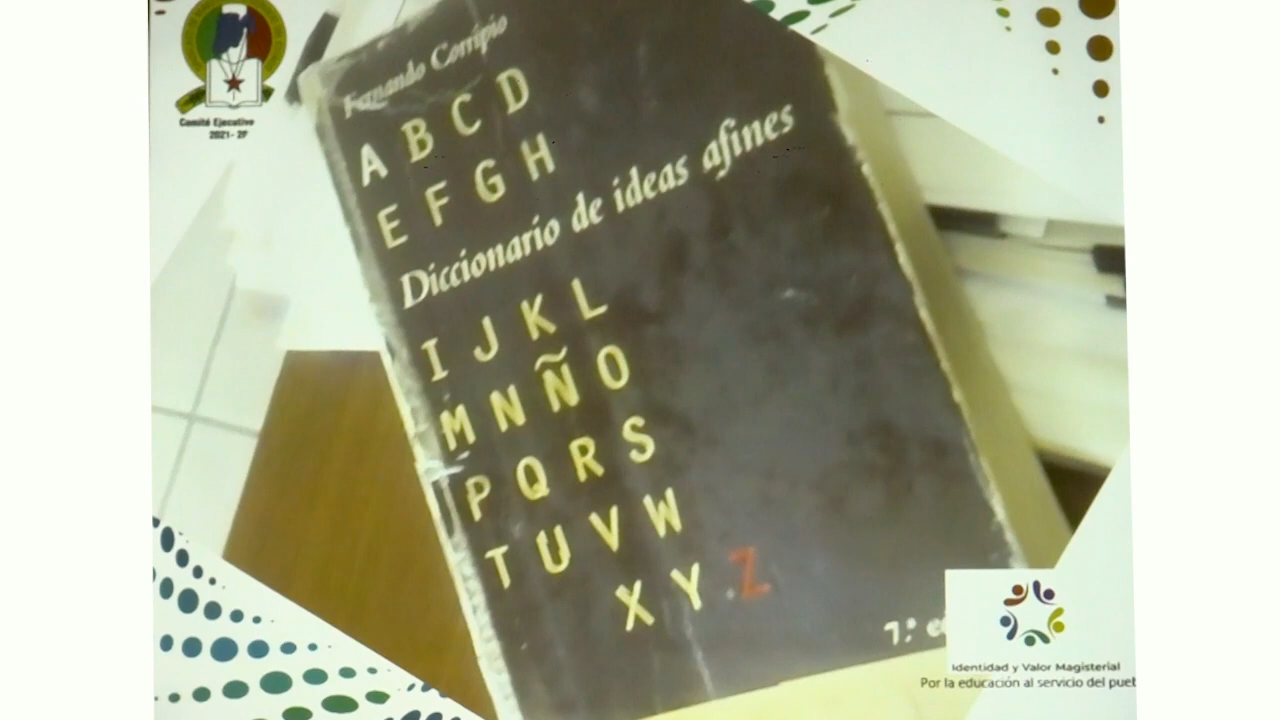 Comité Ejecutivo
2021-2
Fernando Corripio
A B C D
E F G H
Diccionario de ideas afines
I J K L
M N Ñ O
P Q R S
T U V W
X Y Z
7.ª
Identidad y Valor Magisterial
Por la educación al servicio del